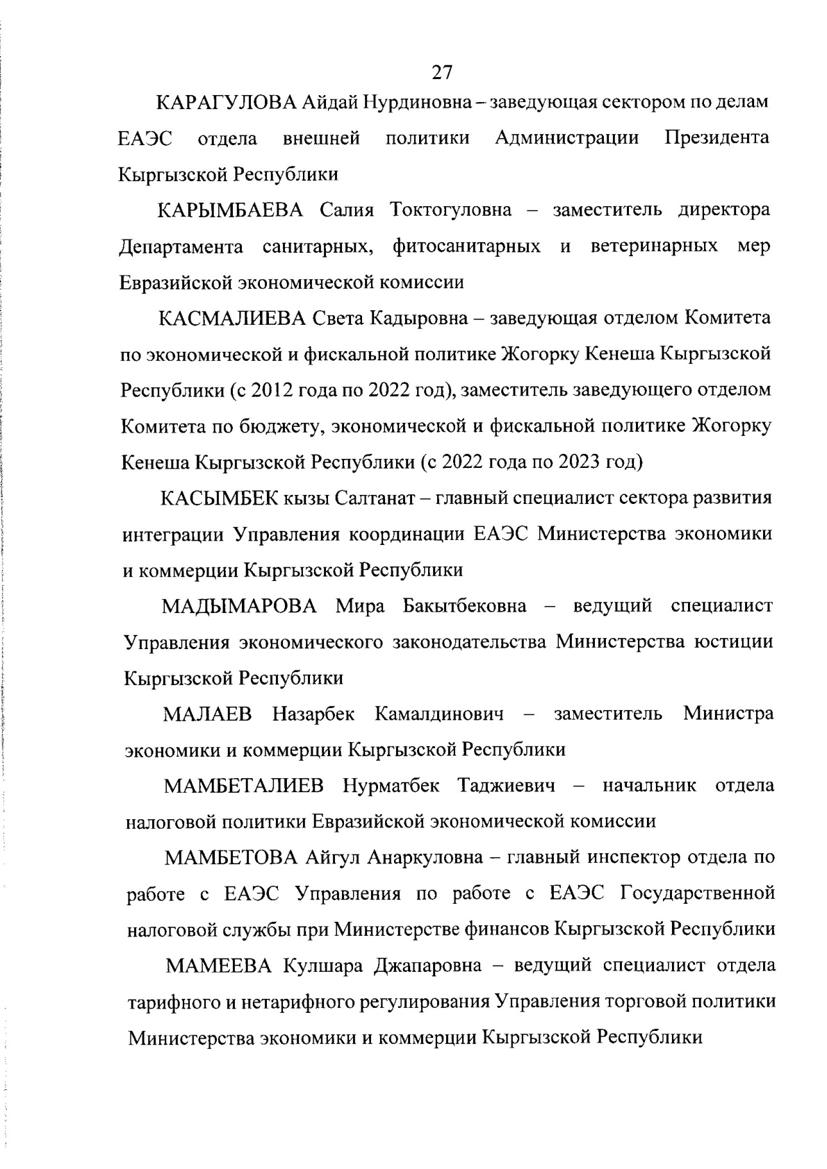 27
КАРАГУЛОВА Айдай Нурдиновна – заведующая сектором по делам
ЕАЭС отдела внешней политики Администрации Президента
Кыргызской Республики
КАРЫМБАЕВА Салия Токтогуловна – заместитель директора
Департамента санитарных, фитосанитарных и ветеринарных мер
Евразийской экономической комиссии
КАСМАЛИЕВА Света Кадыровна – заведующая отделом Комитета
по экономической и фискальной политике Жогорку Кенеша Кыргызской
Республики (с 2012 года по 2022 год), заместитель заведующего отделом
Комитета по бюджету, экономической и фискальной политике Жогорку
Кенеша Кыргызской Республики (с 2022 года по 2023 год)
КАСЫМБЕК кызы Салтанат – главный специалист сектора развития
интеграции Управления координации ЕАЭС Министерства экономики
и коммерции Кыргызской Республики
МАДЫМАРОВА Мира Бакытбековна – ведущий специалист
Управления экономического законодательства Министерства юстиции
Кыргызской Республики
МАЛАЕВ Назарбек Камалдинович – заместитель Министра
экономики и коммерции Кыргызской Республики
МАМБЕТАЛИЕВ Нурматбек Таджиевич – начальник отдела
налоговой политики Евразийской экономической комиссии
МАМБЕТОВА Айгул Анаркуловна – главный инспектор отдела по
работе с ЕАЭС Управления по работе с ЕАЭС Государственной
налоговой службы при Министерстве финансов Кыргызской Республики
МАМЕЕВА Кулшара Джапаровна – ведущий специалист отдела
тарифного и нетарифного регулирования Управления торговой политики
Министерства экономики и коммерции Кыргызской Республики